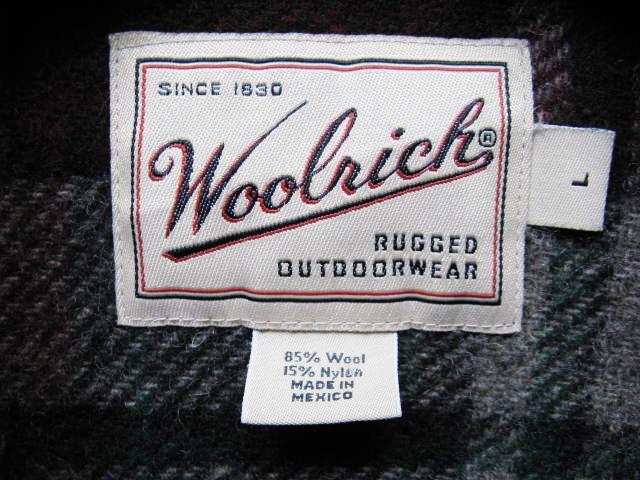 SINCE 1830
Woolrich®
RUGGED
OUTDOORWEAR
L
85% Wool
15% Nylon
MADE IN
MEXICO